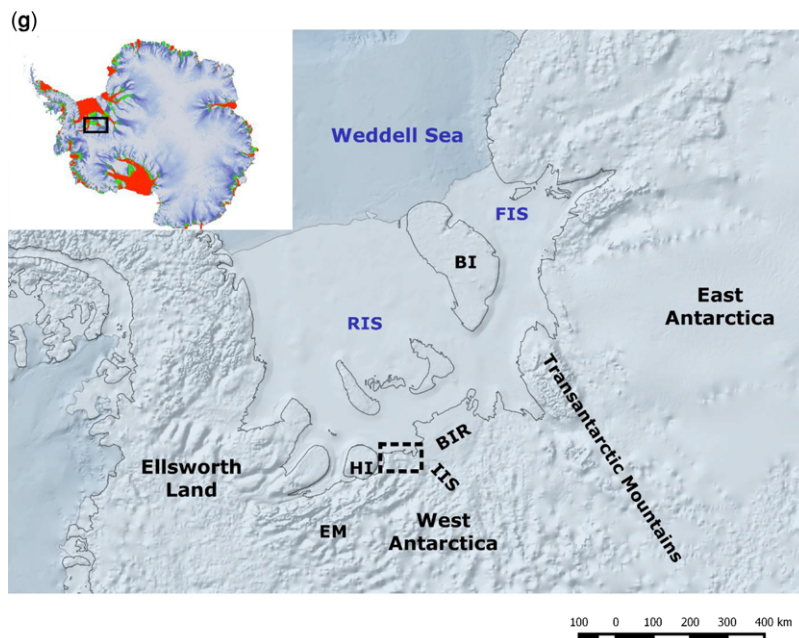 (g)
Weddell Sea
FIS
BI
East
Antarctica
RIS
Transantarctic Mountains
BIR
Ellsworth
Land
HI
IIS
EM
West
Antarctica
100 0 100 200 300 400 km